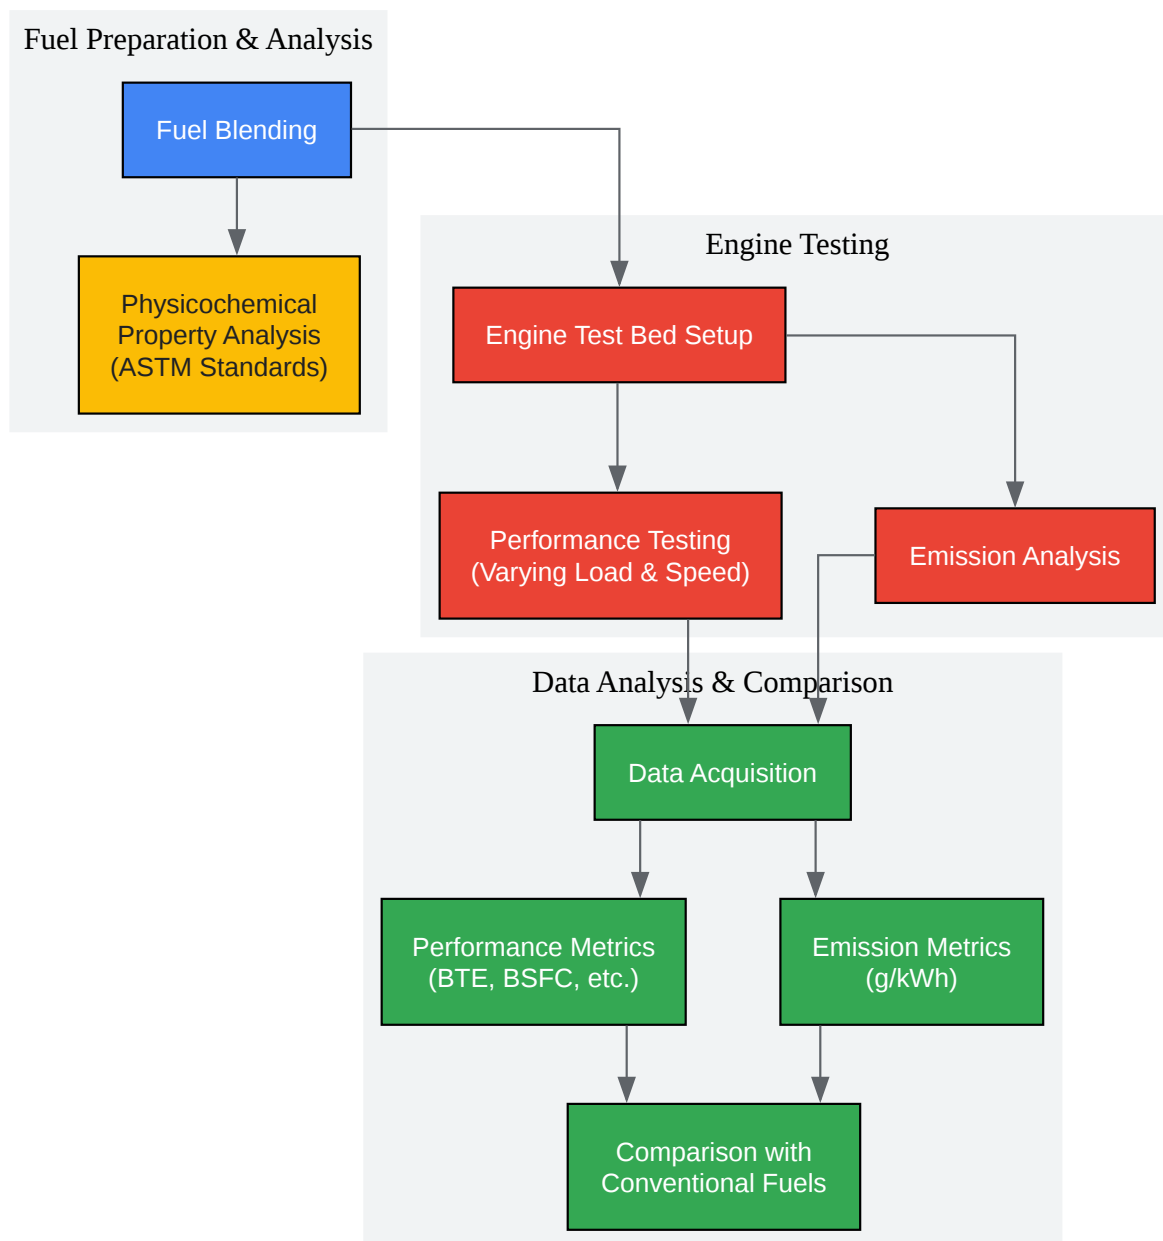 Fuel Preparation & Analysis
Fuel Blending
Physicochemical
Property Analysis
(ASTM Standards)
Engine Testing
Engine Test Bed Setup
Performance Testing
(Varying Load & Speed)
Emission Analysis
Data Analysis & Comparison
Data Acquisition
Performance Metrics
(BTE, BSFC, etc.)
Emission Metrics
(g/kWh)
Comparison with
Conventional Fuels